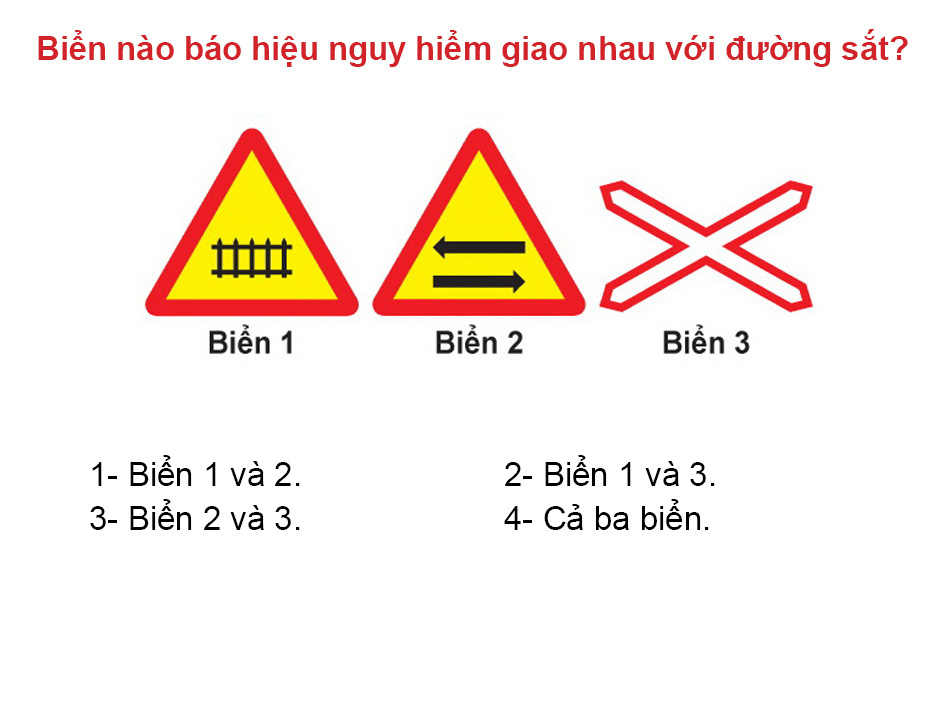 Biển nào báo hiệu nguy hiểm giao nhau với đường sắt?
Biển 1 Biển 2 Biển 3
1- Biển 1 và 2. 2- Biển 1 và 3.
3- Biển 2 và 3. 4- Cả ba biển.